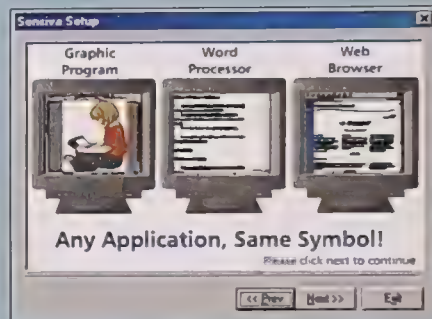 Sensiva Setup
Graphic Program
Word Processor
Web Browser
Any Application, Same Symbol!
Please click next to continue
<< Prev
Next >>
Exit